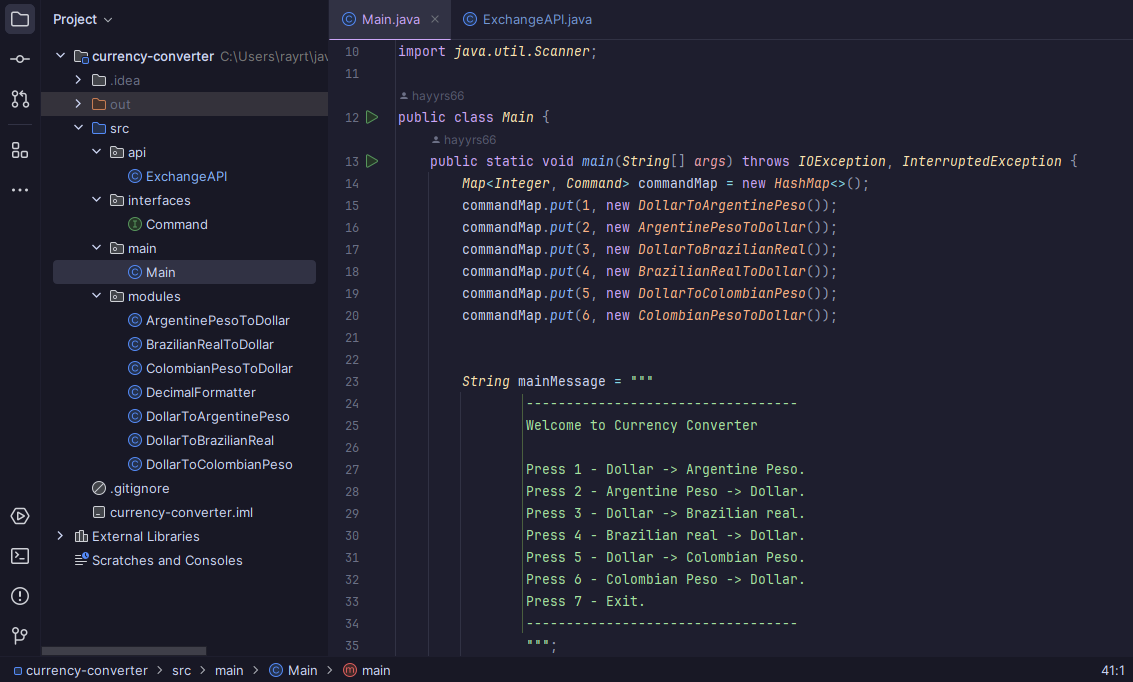 Project
Main.java
ExchangeAPI.java
currency-converter C:\Users\rayrt\jav
.idea
out
src
api
ExchangeAPI
interfaces
Command
main
Main
modules
ArgentinePesoToDollar
BrazilianRealToDollar
ColombianPesoToDollar
DecimalFormatter
DollarToArgentinePeso
DollarToBrazilianReal
DollarToColombianPeso
.gitignore
currency-converter.iml
External Libraries
Scratches and Consoles
10 import java.util.Scanner;
11
hayyrs66
12 public class Main {
hayyrs66
13 public static void main(String[] args) throws IOException, InterruptedException {
14 Map<Integer, Command> commandMap = new HashMap<>();
15 commandMap.put(1, new DollarToArgentinePeso());
16 commandMap.put(2, new ArgentinePesoToDollar());
17 commandMap.put(3, new DollarToBrazilianReal());
18 commandMap.put(4, new BrazilianRealToDollar());
19 commandMap.put(5, new DollarToColombianPeso());
20 commandMap.put(6, new ColombianPesoToDollar());
21
22
23 String mainMessage = """
24 ----------------------------------
25 Welcome to Currency Converter
26
27 Press 1 - Dollar -> Argentine Peso.
28 Press 2 - Argentine Peso -> Dollar.
29 Press 3 - Dollar -> Brazilian real.
30 Press 4 - Brazilian real -> Dollar.
31 Press 5 - Dollar -> Colombian Peso.
32 Press 6 - Colombian Peso -> Dollar.
33 Press 7 - Exit.
34 ----------------------------------
35 """;
currency-converter > src > main > Main > main
41:1